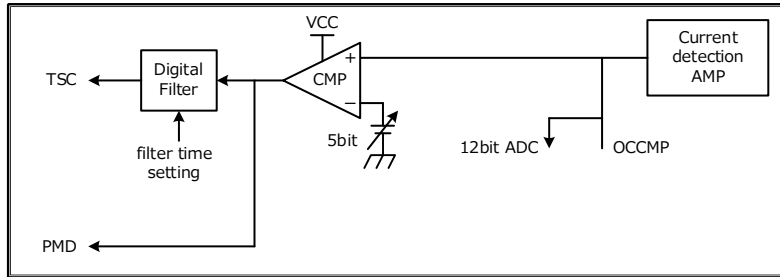 VCC
Current
detection
AMP
TSC
Digital
Filter
CMP
+
−
5bit
filter time
setting
12bit ADC
OCCMP
PMD